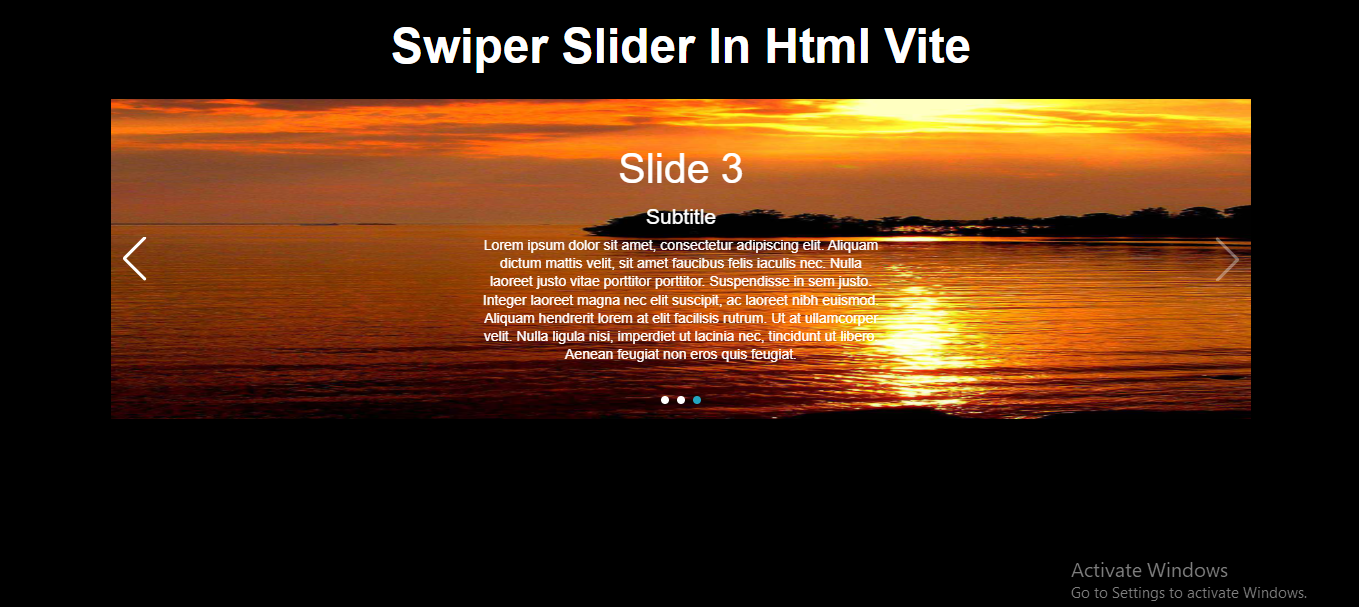 Swiper Slider In Html Vite
Slide 3
Subtitle
Lorem ipsum dolor sit amet, consectetur adipiscing elit. Aliquam
dictum mattis velit, sit amet faucibus felis iaculis nec. Nulla
laoreet justo vitae porttitor porttitor. Suspendisse in sem justo.
Integer laoreet magna nec elit suscipit, ac laoreet nibh euismod.
Aliquam hendrerit lorem at elit facilisis rutrum. Ut at ullamcorper
velit. Nulla ligula nisi, imperdiet ut lacinia nec, tincidunt ut libero.
Aenean feugiat non eros quis feugiat.
Activate Windows
Go to Settings to activate Windows.